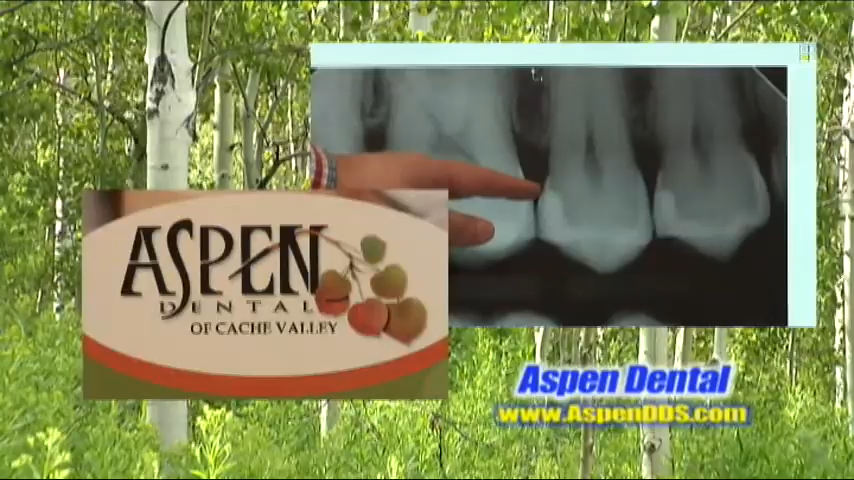 ASPEN
DENTAL
OF CACHE VALLEY
Aspen Dental
www.AspenDDS.com